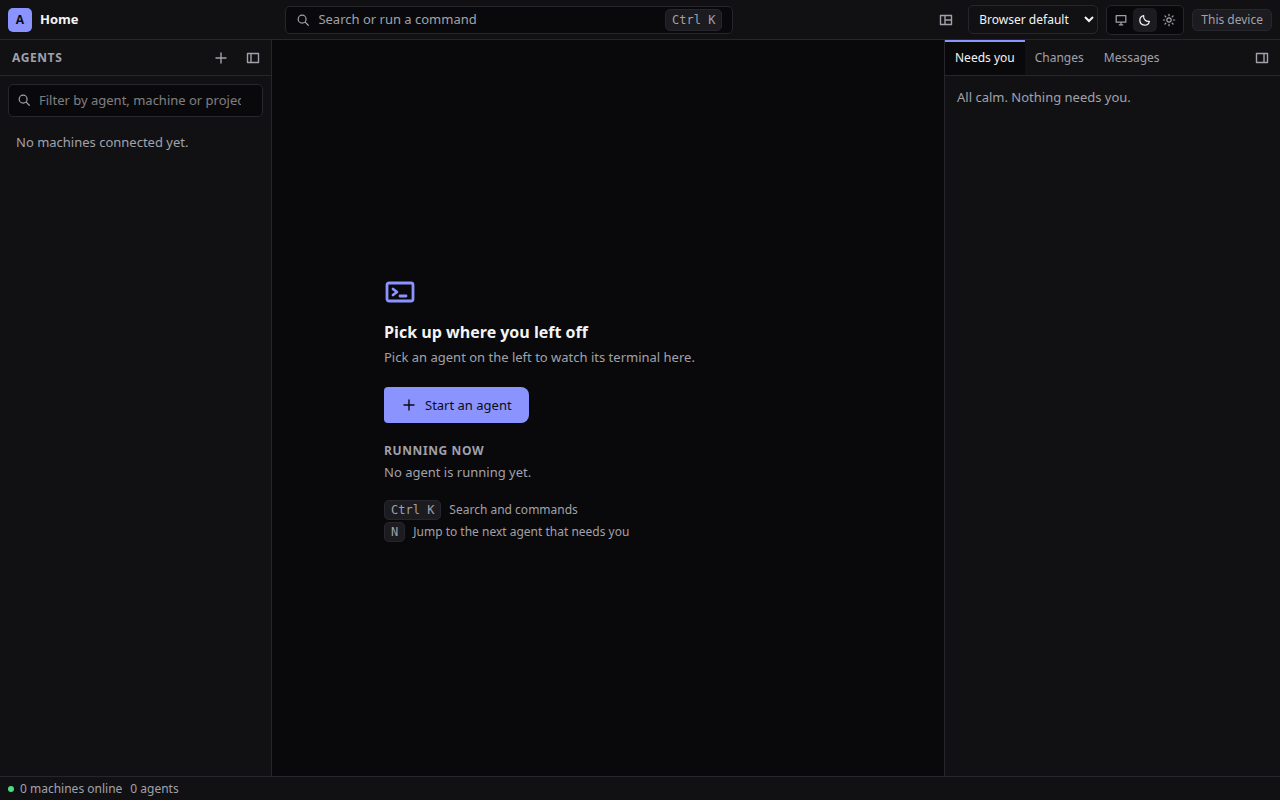 A Home
Search or run a command Ctrl K
Browser default
This device
AGENTS
Filter by agent, machine or projec
No machines connected yet.
Pick up where you left off
Pick an agent on the left to watch its terminal here.
Start an agent
RUNNING NOW
No agent is running yet.
Ctrl K Search and commands
N Jump to the next agent that needs you
Needs you Changes Messages
All calm. Nothing needs you.
0 machines online 0 agents